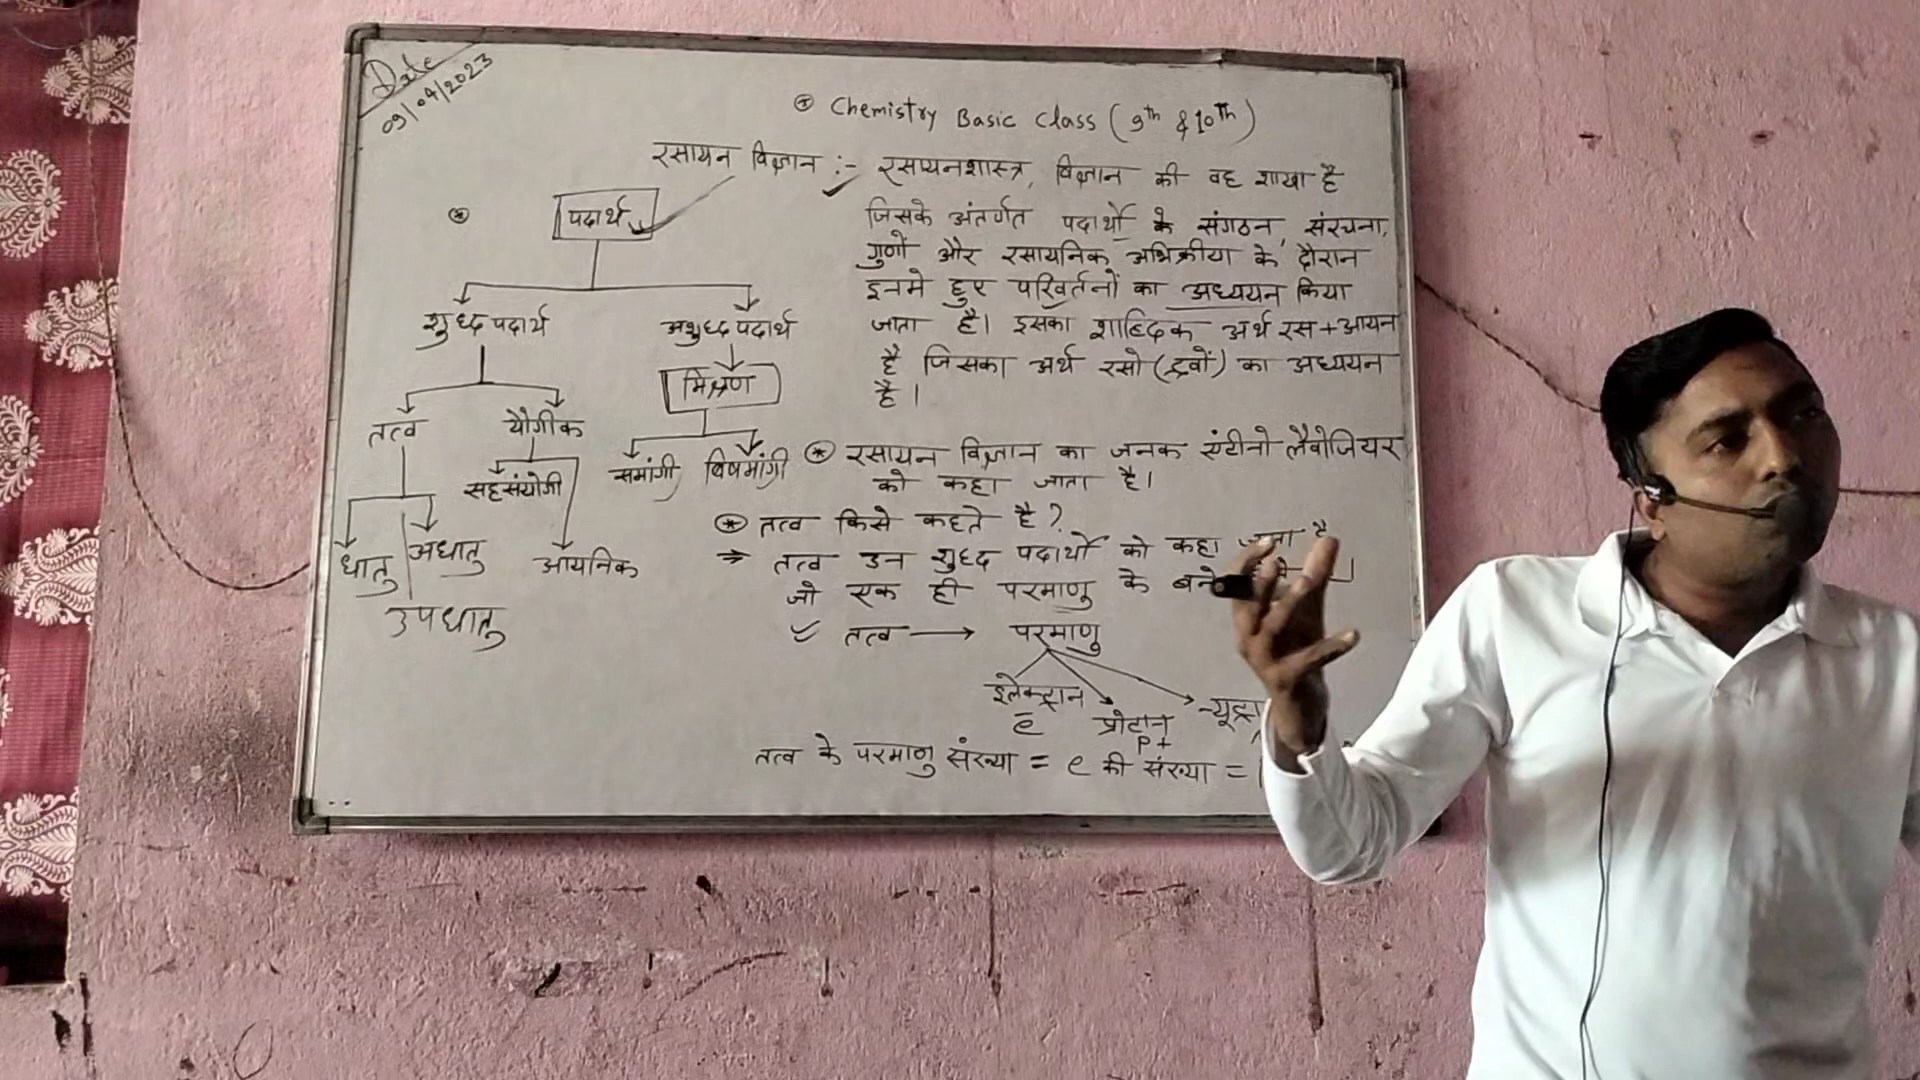 Date
09/04/2023
* Chemistry Basic Class (9th & 10th)
रसायन विज्ञान :- रसायनशास्त्र, विज्ञान की वह शाखा है
जिसके अंतर्गत पदार्थो के संगठन, संरचना,
गुणों और रसायनिक अभिक्रीया के दौरान
इनमे हुए परिवर्तनों का अध्ययन किया
जाता है। इसका शाब्दिक अर्थ रस+आयन
है जिसका अर्थ रसो (द्रवों) का अध्ययन
है।
* पदार्थ
शुध्द पदार्थ अशुध्द पदार्थ
मिश्रण
तत्व यौगीक
सहसंयोगी समांगी विषमांगी
धातु अधातु आयनिक
उपधातु
* रसायन विज्ञान का जनक एंटीनो लैवोजियर
को कहा जाता है।
* तत्व किसे कहते है?
⇒ तत्व उन शुध्द पदार्थो को कहा जाता है
जो एक ही परमाणु के बने
तत्व → परमाणु
इलेक्ट्रान प्रोटान
e p+
तत्व के परमाणु संख्या = e की संख्या =